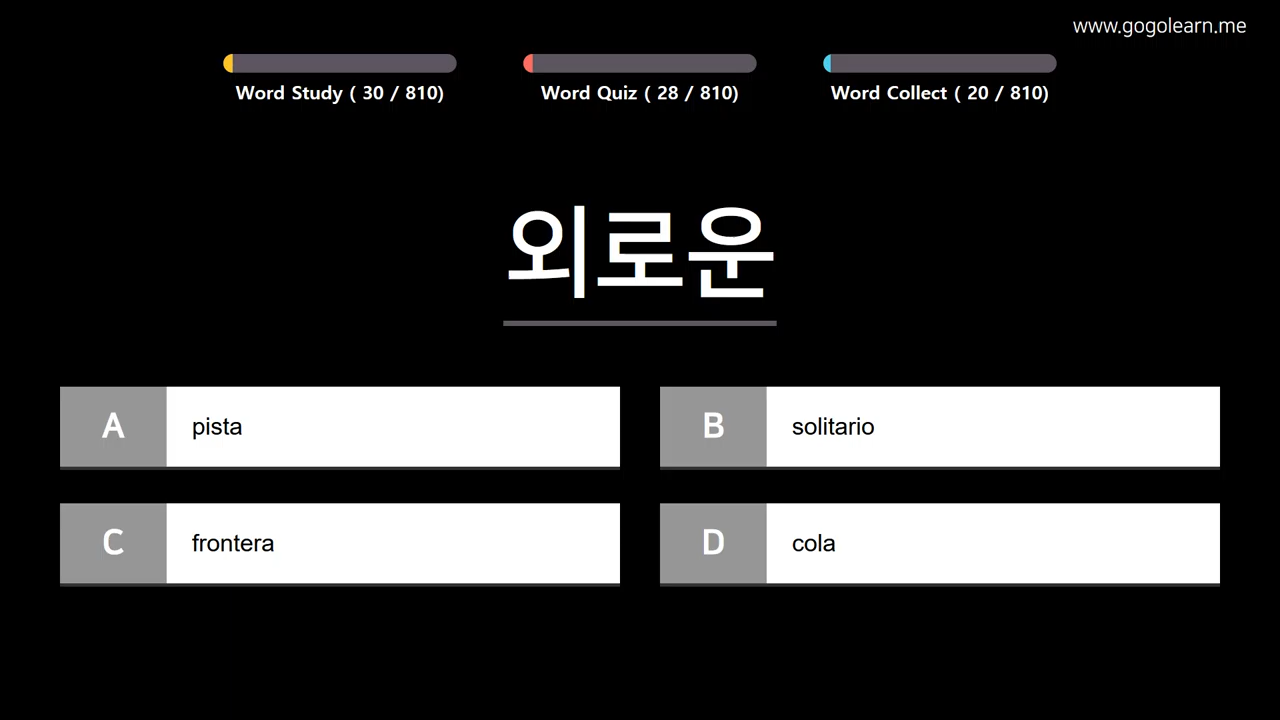 www.gogolearn.me
Word Study ( 30 / 810)
Word Quiz ( 28 / 810)
Word Collect ( 20 / 810)
외로운
A pista
B solitario
C frontera
D cola